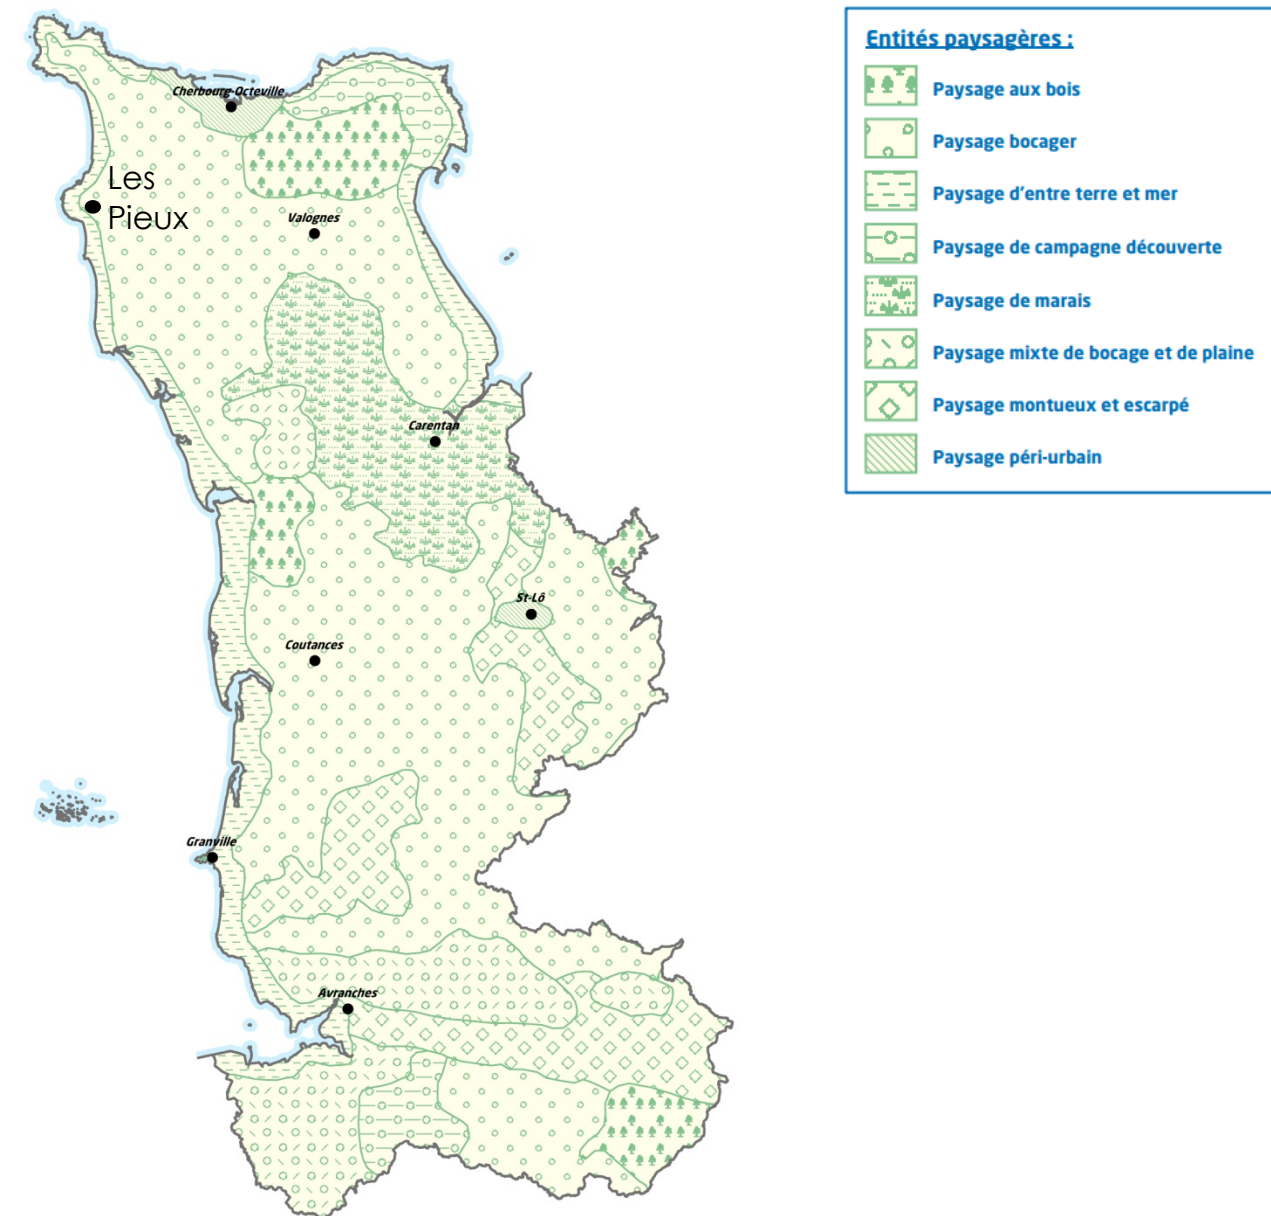 Cherbourg-Octeville
Les
Pieux
Valognes
Carentan
St-Lô
Coutances
Granville
Avranches
Entités paysagères :
Paysage aux bois
Paysage bocager
Paysage d'entre terre et mer
Paysage de campagne découverte
Paysage de marais
Paysage mixte de bocage et de plaine
Paysage montueux et escarpé
Paysage péri-urbain